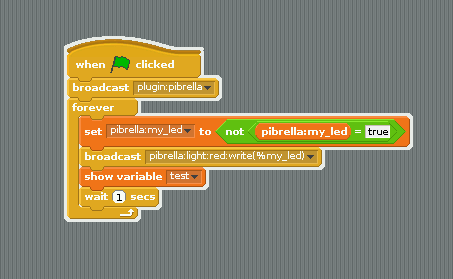 when clicked
broadcast plugin:pibrella
forever
set pibrella:my_led to not pibrella:my_led = true
broadcast pibrella:light:red:write(%my_led)
show variable test
wait 1 secs